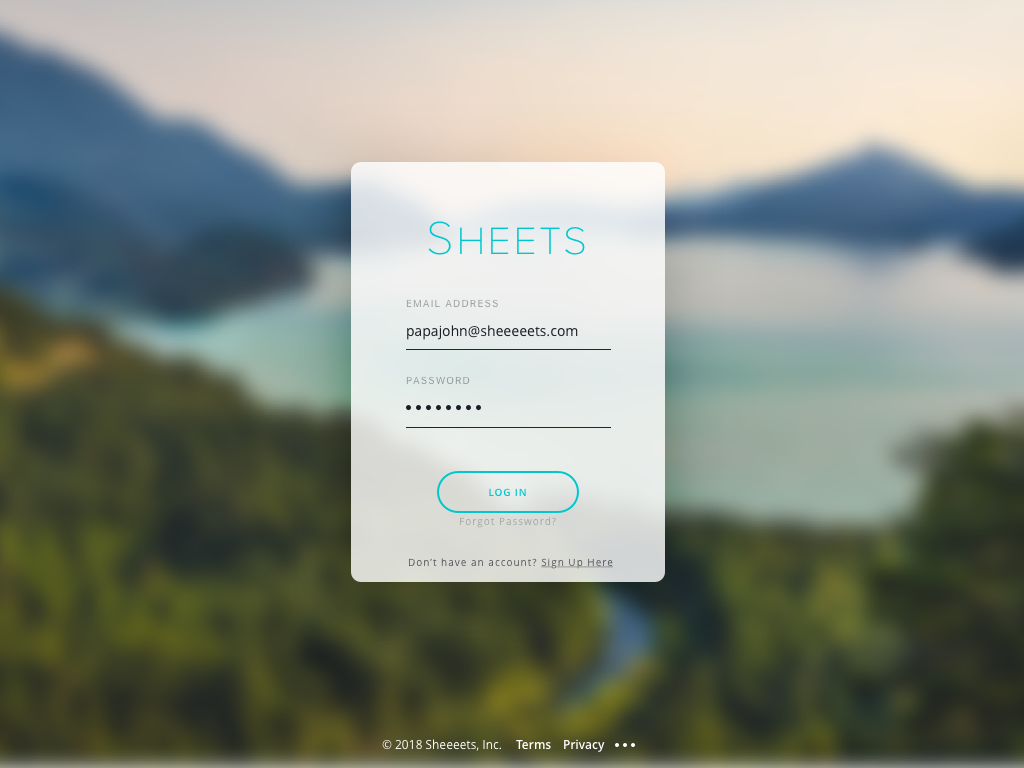 SHEETS
EMAIL ADDRESS
papajohn@sheeeeets.com
PASSWORD
••••••••
LOG IN
Forgot Password?
Don't have an account? Sign Up Here
© 2018 Sheeeets, Inc. Terms Privacy •••